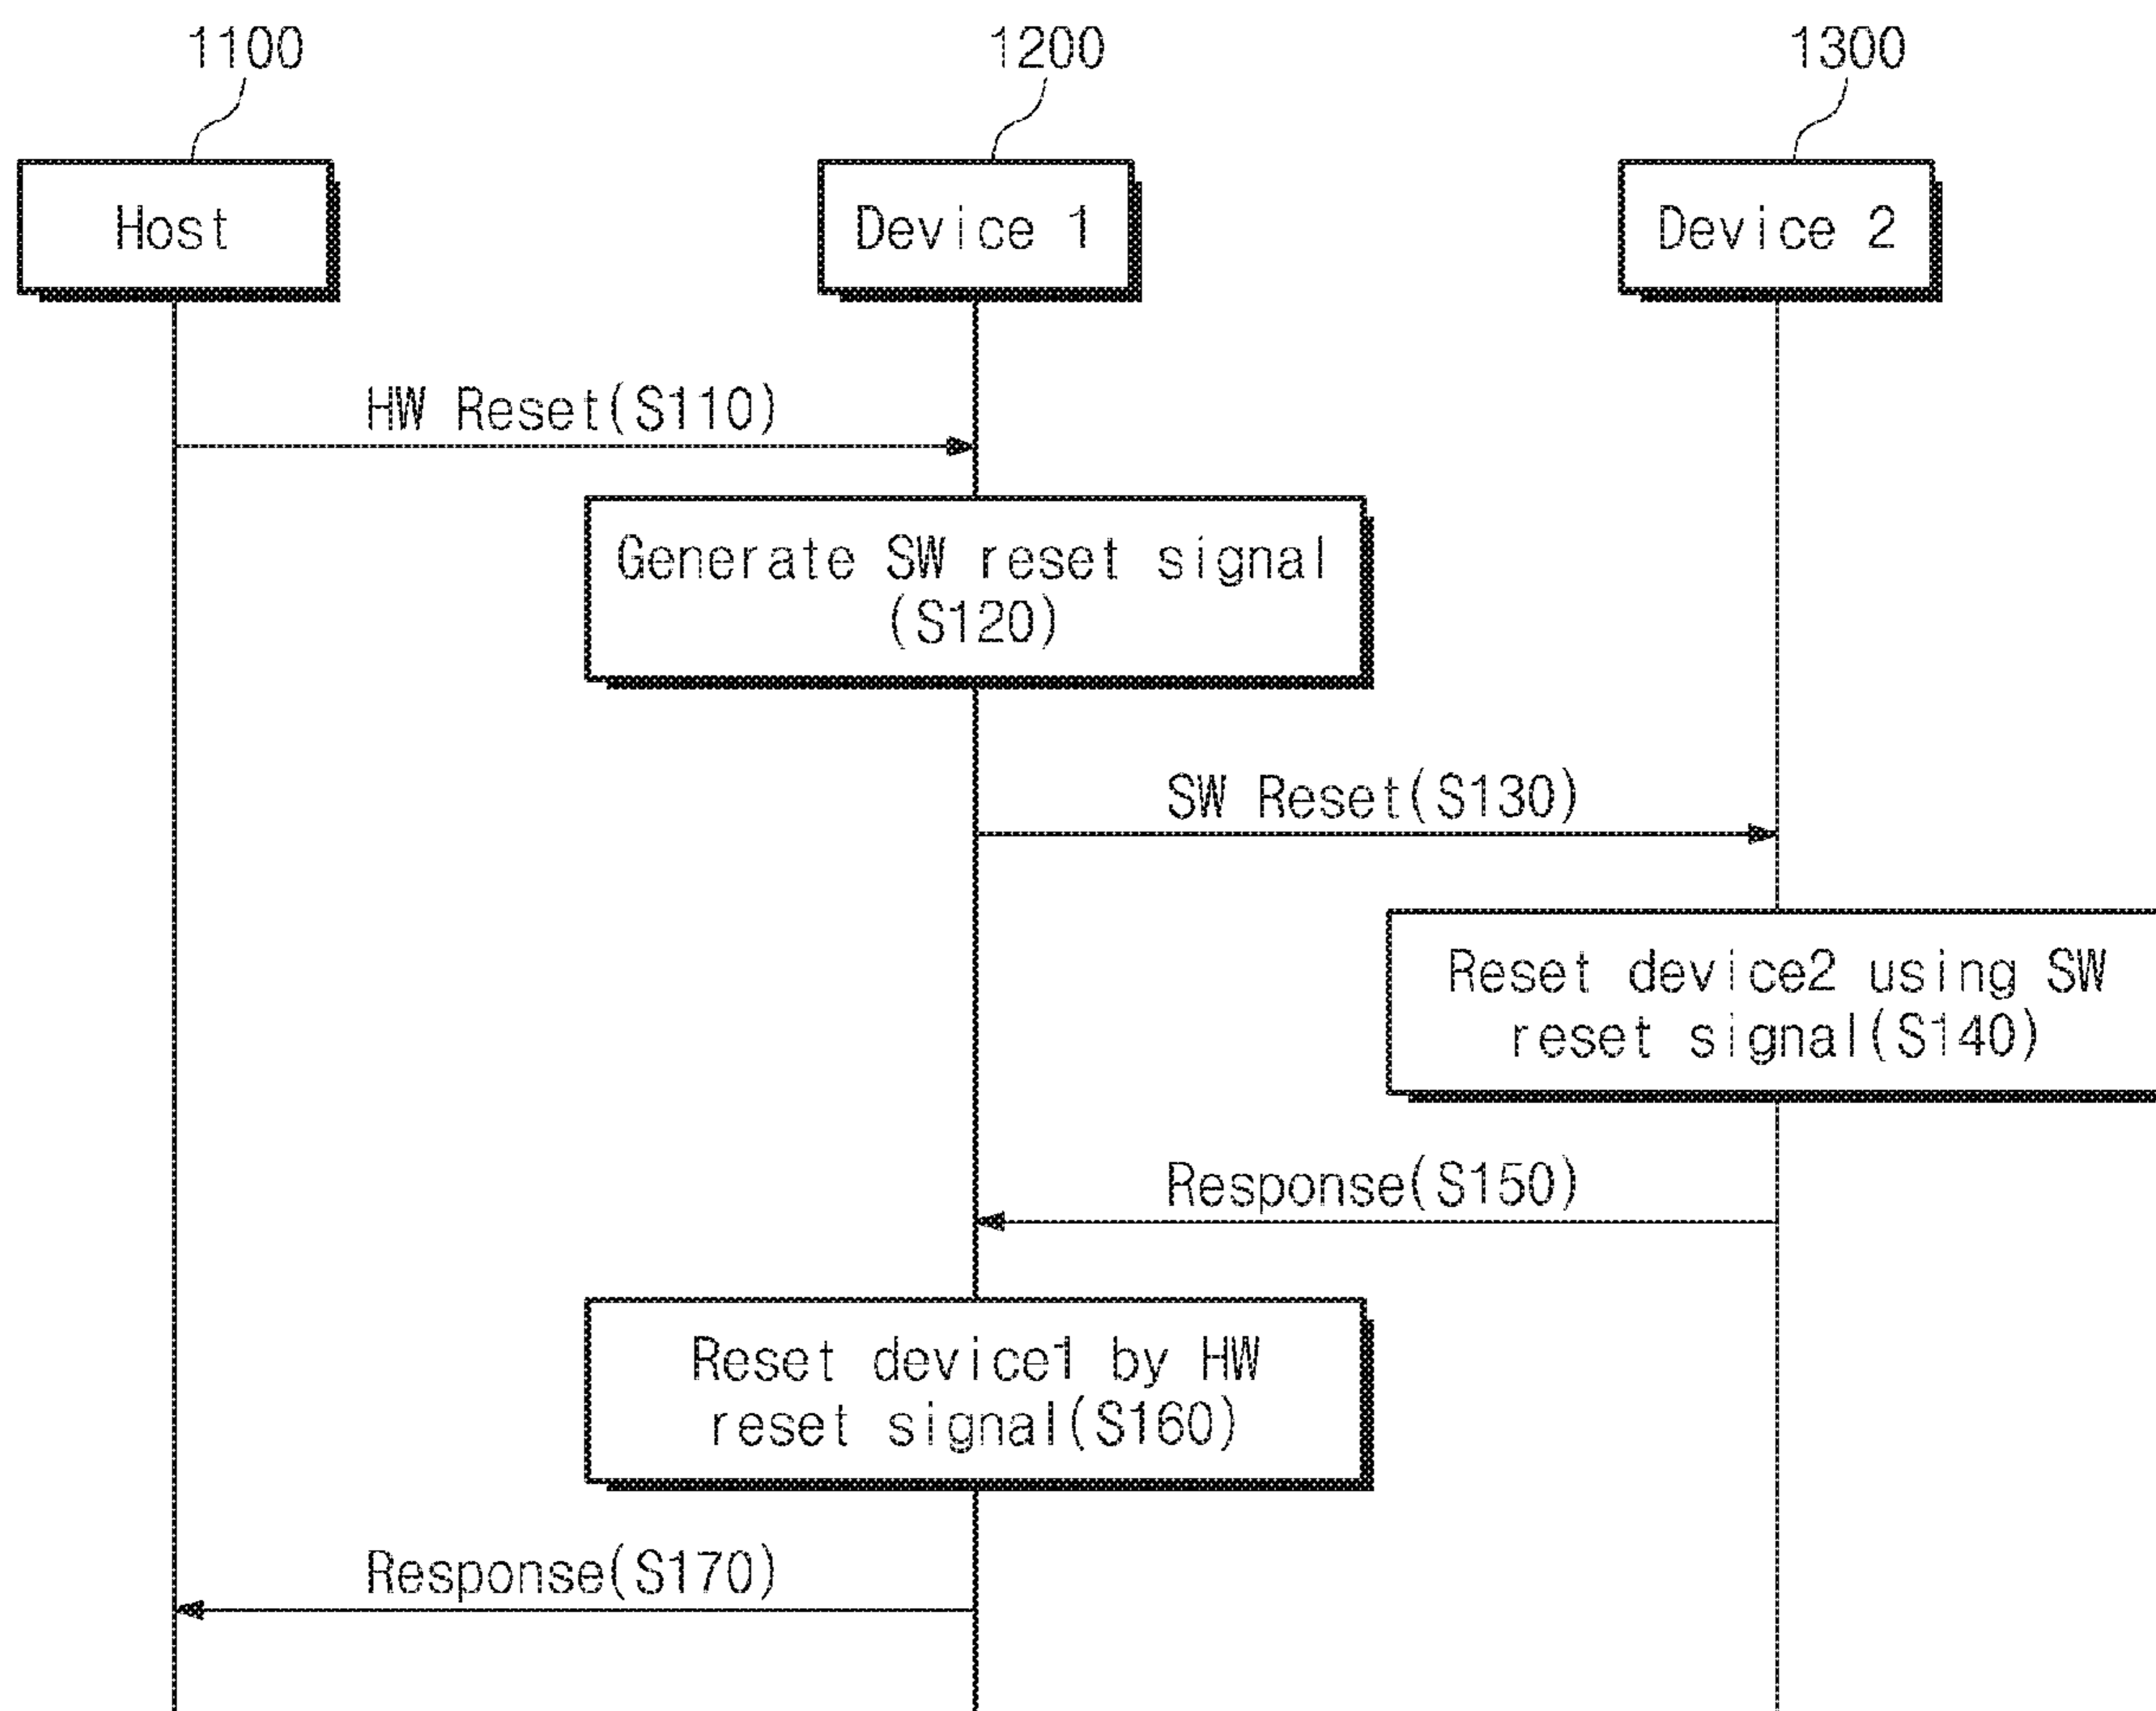 1100
1200
1300
Host
Device 1
Device 2
HW Reset(S110)
Generate SW reset signal
(S120)
SW Reset(S130)
Reset device2 using SW
reset signal(S140)
Response(S150)
Reset device1 by HW
reset signal(S160)
Response(S170)